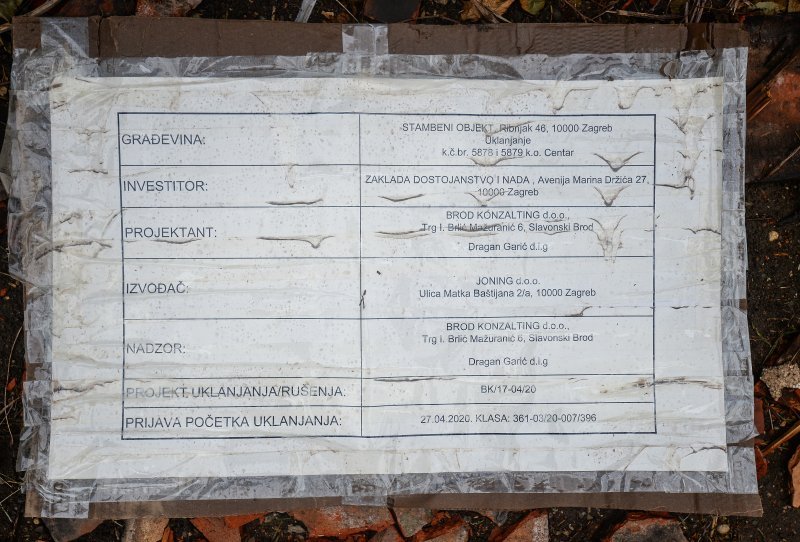 GRAĐEVINA:
STAMBENI OBJEKT, Ribnjak 46, 10000 Zagreb
Uklanjanje
k.č.br. 5878 i 5879 k.o. Centar
INVESTITOR:
ZAKLADA DOSTOJANSTVO I NADA , Avenija Marina Držića 27,
10000 Zagreb
PROJEKTANT:
BROD KONZALTING d.o.o.,
Trg I. Brlić Mažuranić 6, Slavonski Brod
Dragan Garić d.i.g
IZVOĐAČ:
JONING d.o.o.
Ulica Matka Baštijana 2/a, 10000 Zagreb
NADZOR:
BROD KONZALTING d.o.o.,
Trg I. Brlić Mažuranić 6, Slavonski Brod
Dragan Garić d.i.g
PROJEKT UKLANJANJA/RUŠENJA:
BK/17-04/20
PRIJAVA POČETKA UKLANJANJA:
27.04.2020. KLASA: 361-03/20-007/396